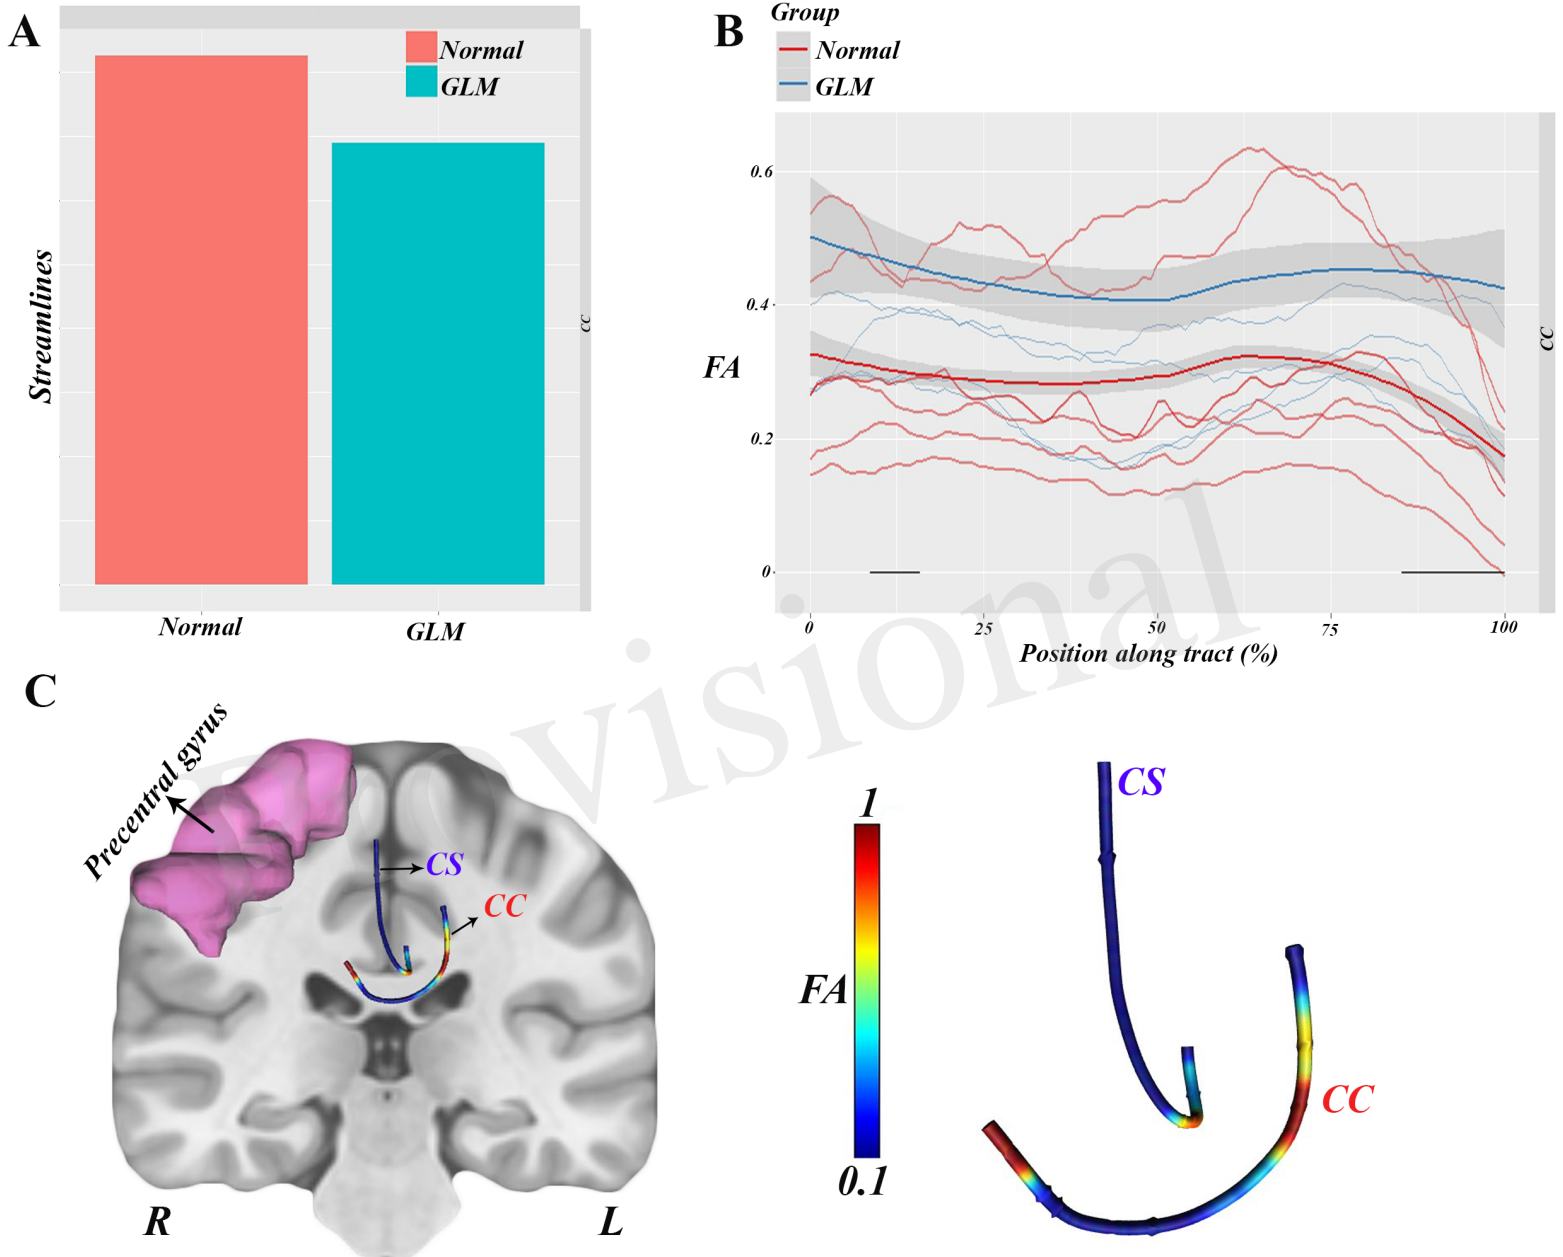 A
Normal
GLM
Streamlines
CC
Normal
GLM
B
Group
Normal
GLM
0.6
0.4
0.2
0
FA
CC
0
25
50
75
100
Position along tract (%)
Provisional
C
Precentral gyrus
CS
CC
R
L
1
FA
0.1
CS
CC